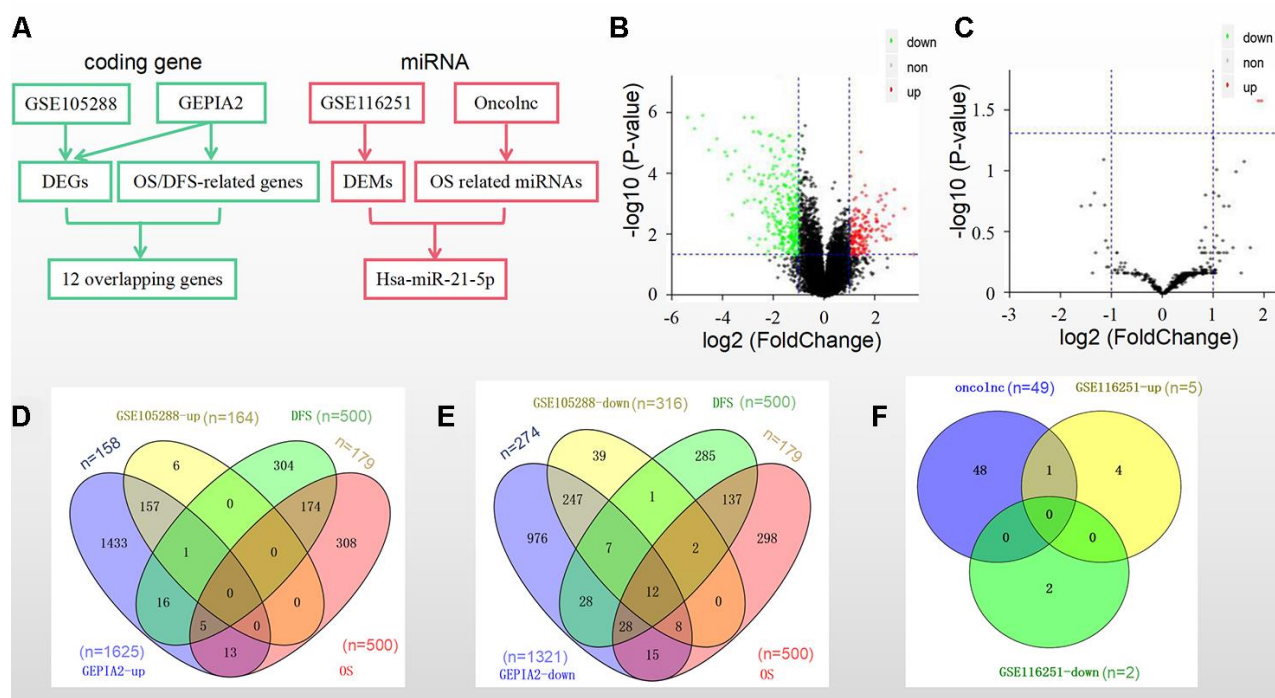 A
coding gene
miRNA
GSE105288
GEPIA2
GSE116251
Oncolnc
DEGs
OS/DFS-related genes
DEMs
OS related miRNAs
12 overlapping genes
Hsa-miR-21-5p
B
down
non
up
-log10 (P-value)
6
4
2
0
-6
-4
-2
0
2
log2 (FoldChange)
C
down
non
up
-log10 (P-value)
1.5
1
0.5
0
-3
-2
-1
0
1
2
log2 (FoldChange)
D
GSE105288-up (n=164)
DFS (n=500)
n=158
n=179
6
304
157
0
174
1433
1
0
308
16
0
0
5
0
13
(n=1625)
GEPIA2-up
(n=500)
OS
E
GSE105288-down (n=316)
DFS (n=500)
n=274
n=179
39
285
247
1
137
976
7
2
298
28
12
0
28
8
15
(n=1321)
GEPIA2-down
(n=500)
OS
F
oncolnc (n=49)
GSE116251-up (n=5)
48
1
4
0
0
0
2
GSE116251-down (n=2)